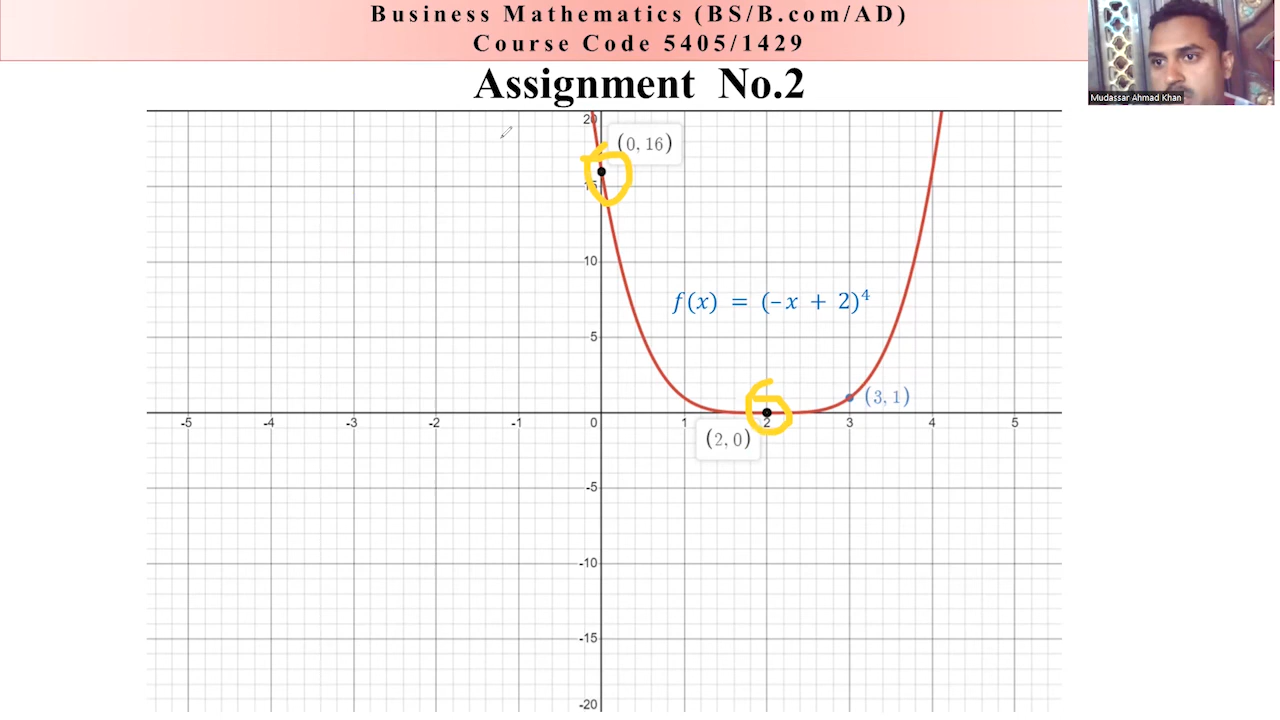 Business Mathematics (BS/B.com/AD)
Course Code 5405/1429
Assignment No.2
Mudassar Ahmad Khan
20
(0, 16)
15
10
f(x) = (–x + 2)⁴
5
(3, 1)
-5 -4 -3 -2 -1 0 1 2 3 4 5
(2, 0)
-5
-10
-15
-20